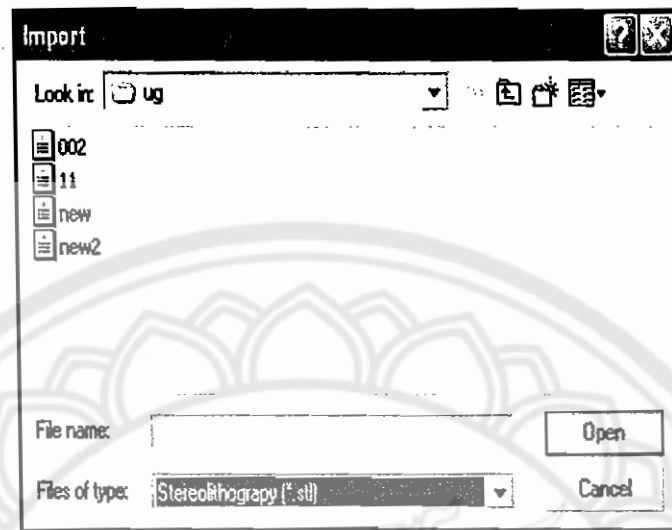 Import
Look in: ug
002
11
new
new2
File name:
Open
Files of type: Stereolithograpy (*.stl)
Cancel